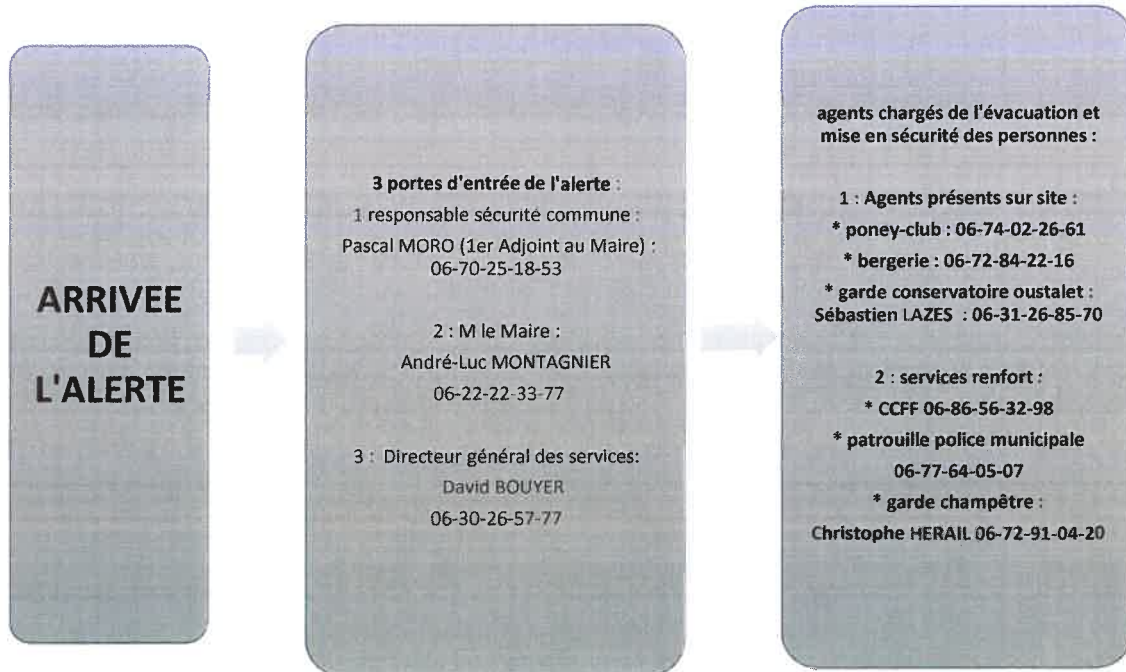 ARRIVEE
DE
L'ALERTE
3 portes d'entrée de l'alerte :
1 responsable sécurité commune :
Pascal MORO (1er Adjoint au Maire) :
06-70-25-18-53
2 : M le Maire :
André-Luc MONTAGNIER
06-22-22-33-77
3 : Directeur général des services:
David BOUYER
06-30-26-57-77
agents chargés de l'évacuation et
mise en sécurité des personnes :
1 : Agents présents sur site :
* poney-club : 06-74-02-26-61
* bergerie : 06-72-84-22-16
* garde conservatoire oustalet :
Sébastien LAZES : 06-31-26-85-70
2 : services renfort :
* CCFF 06-86-56-32-98
* patrouille police municipale
06-77-64-05-07
* garde champêtre :
Christophe HERAIL 06-72-91-04-20